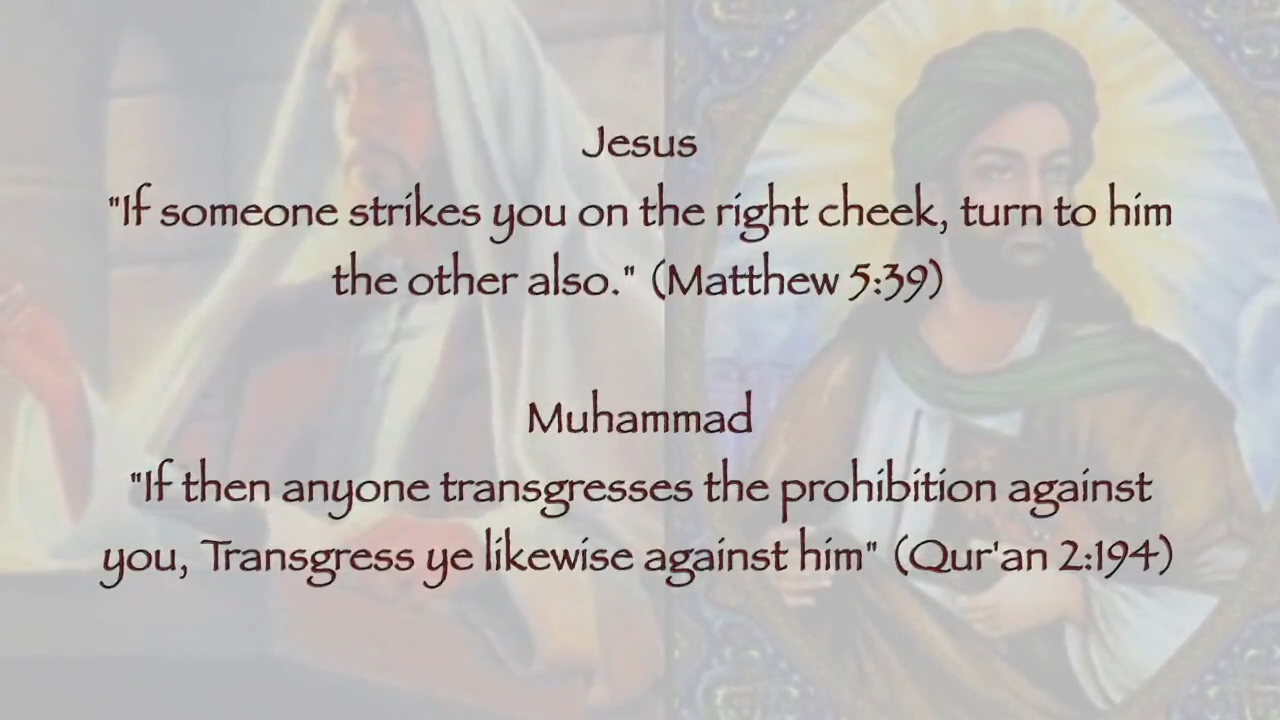 Jesus
"If someone strikes you on the right cheek, turn to him
the other also." (Matthew 5:39)
Muhammad
"If then anyone transgresses the prohibition against
you, Transgress ye likewise against him" (Qur'an 2:194)